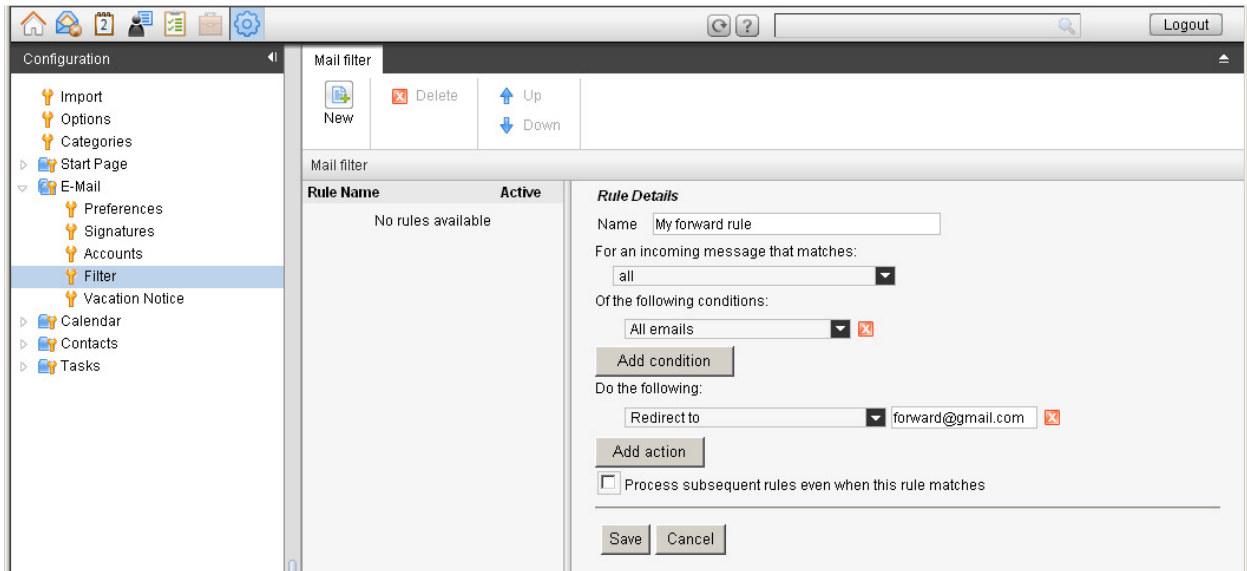 2
?
Logout
Configuration
Mail filter
Import
Options
Categories
Start Page
E-Mail
Preferences
Signatures
Accounts
Filter
Vacation Notice
Calendar
Contacts
Tasks
New
Delete
Up
Down
Mail filter
Rule Name Active
No rules available
Rule Details
Name My forward rule
For an incoming message that matches:
all
Of the following conditions:
All emails
Add condition
Do the following:
Redirect to forward@gmail.com
Add action
Process subsequent rules even when this rule matches
Save Cancel